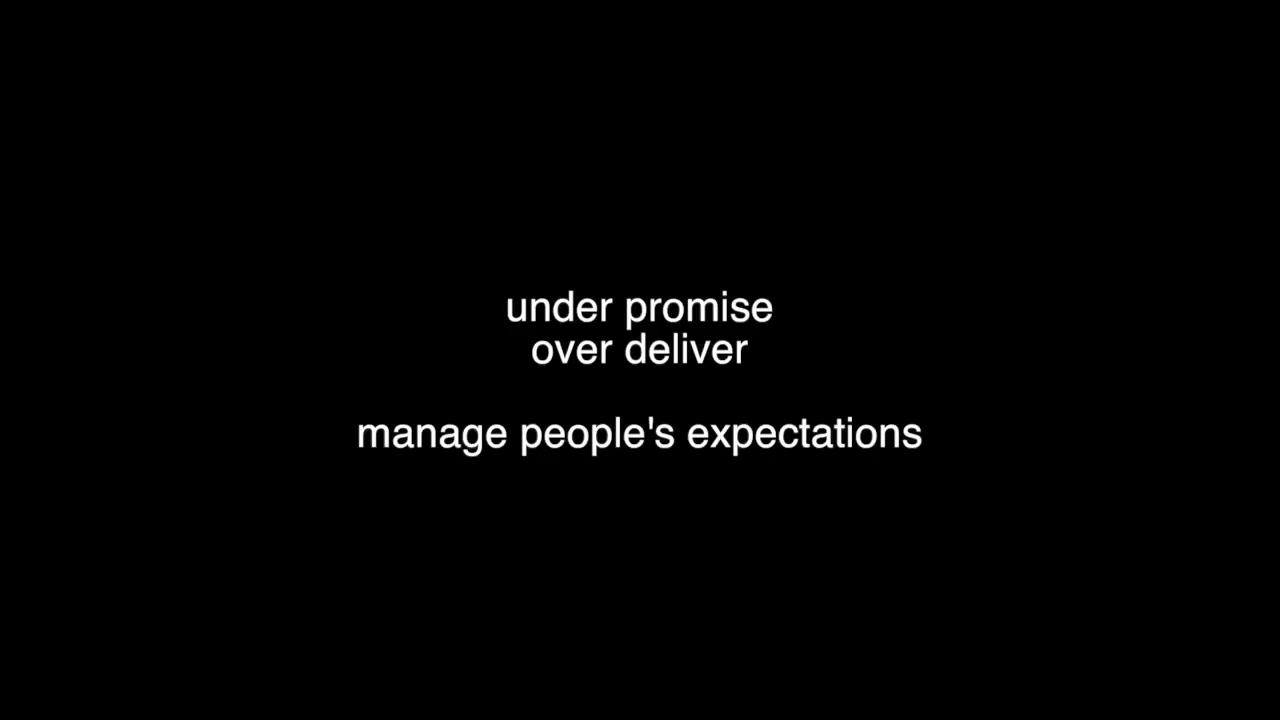 under promise
over deliver
manage people's expectations